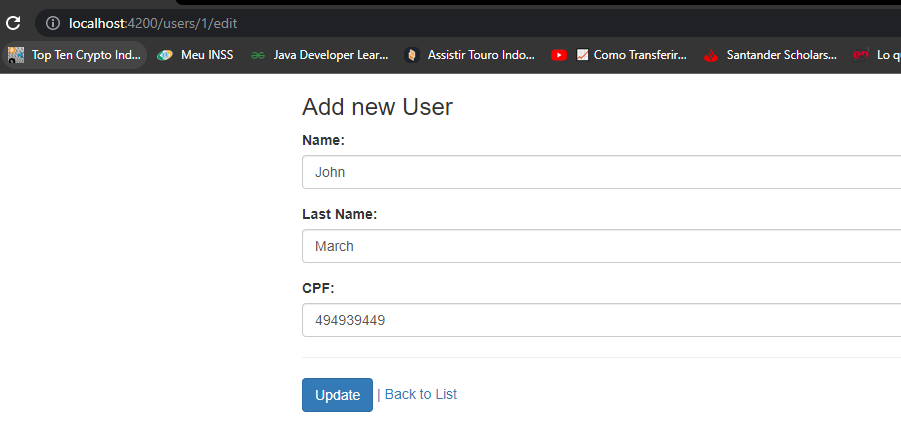 localhost:4200/users/1/edit
Top Ten Crypto Ind... Meu INSS Java Developer Lear... Assistir Touro Indo... Como Transferir... Santander Scholars... Lo q
Add new User
Name:
John
Last Name:
March
CPF:
494939449
Update | Back to List